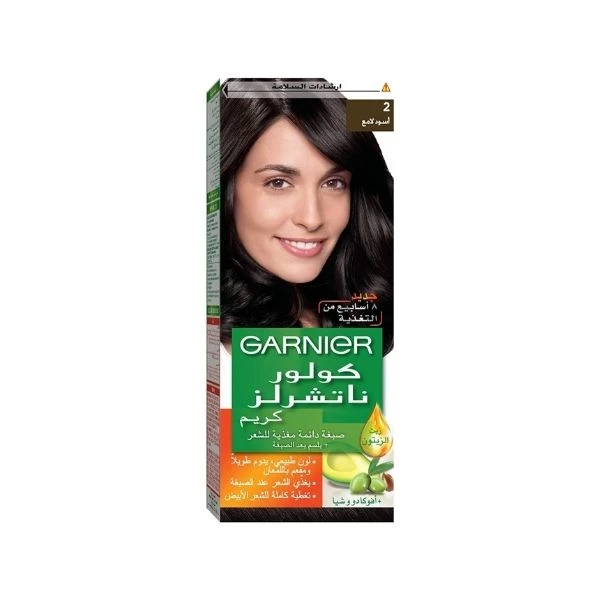 ارشادات السلامة
2
أسود لامع
جديد
٨ أسابيع من
التغذية
GARNIER
كولور
ناتشرلز
كريم
صبغة دائمة مغذية للشعر
+ بلسم بعد الصبغة
زيت
الزيتون
• لون طبيعي، يدوم طويلاً
ومفعم باللمعان
• يغذي الشعر عند الصبغة
• تغطية كاملة للشعر الأبيض
+أفوكادو وشيا